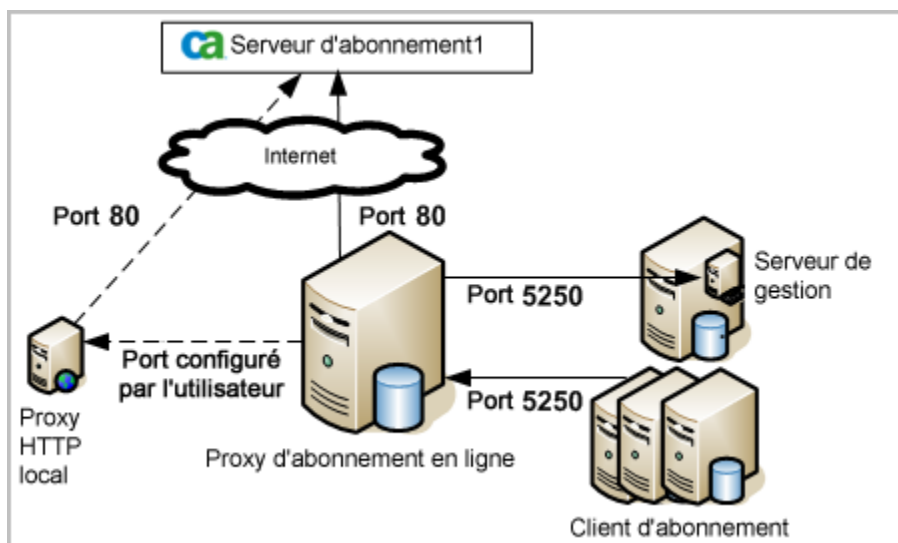 ca Serveur d'abonnement1
Internet
Port 80
Port 80
Port 5250
Serveur de
gestion
Port configuré
par l'utilisateur
Port 5250
Proxy
HTTP
local
Proxy d'abonnement en ligne
Client d'abonnement